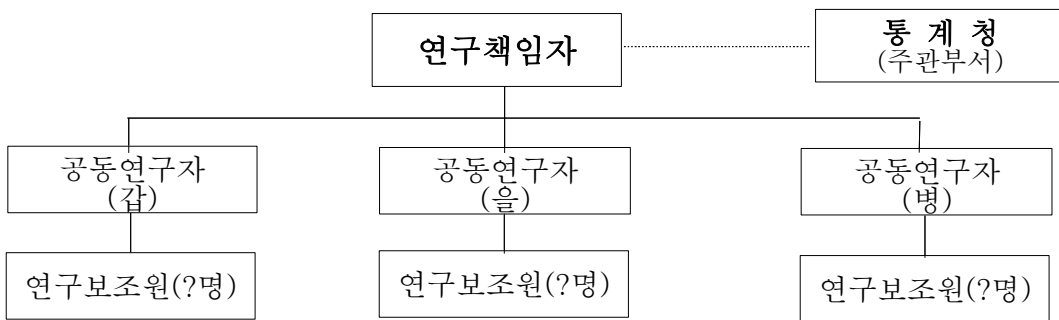 연구책임자
통 계 청
(주관부서)
공동연구자
(갑)
공동연구자
(을)
공동연구자
(병)
연구보조원(?명)
연구보조원(?명)
연구보조원(?명)